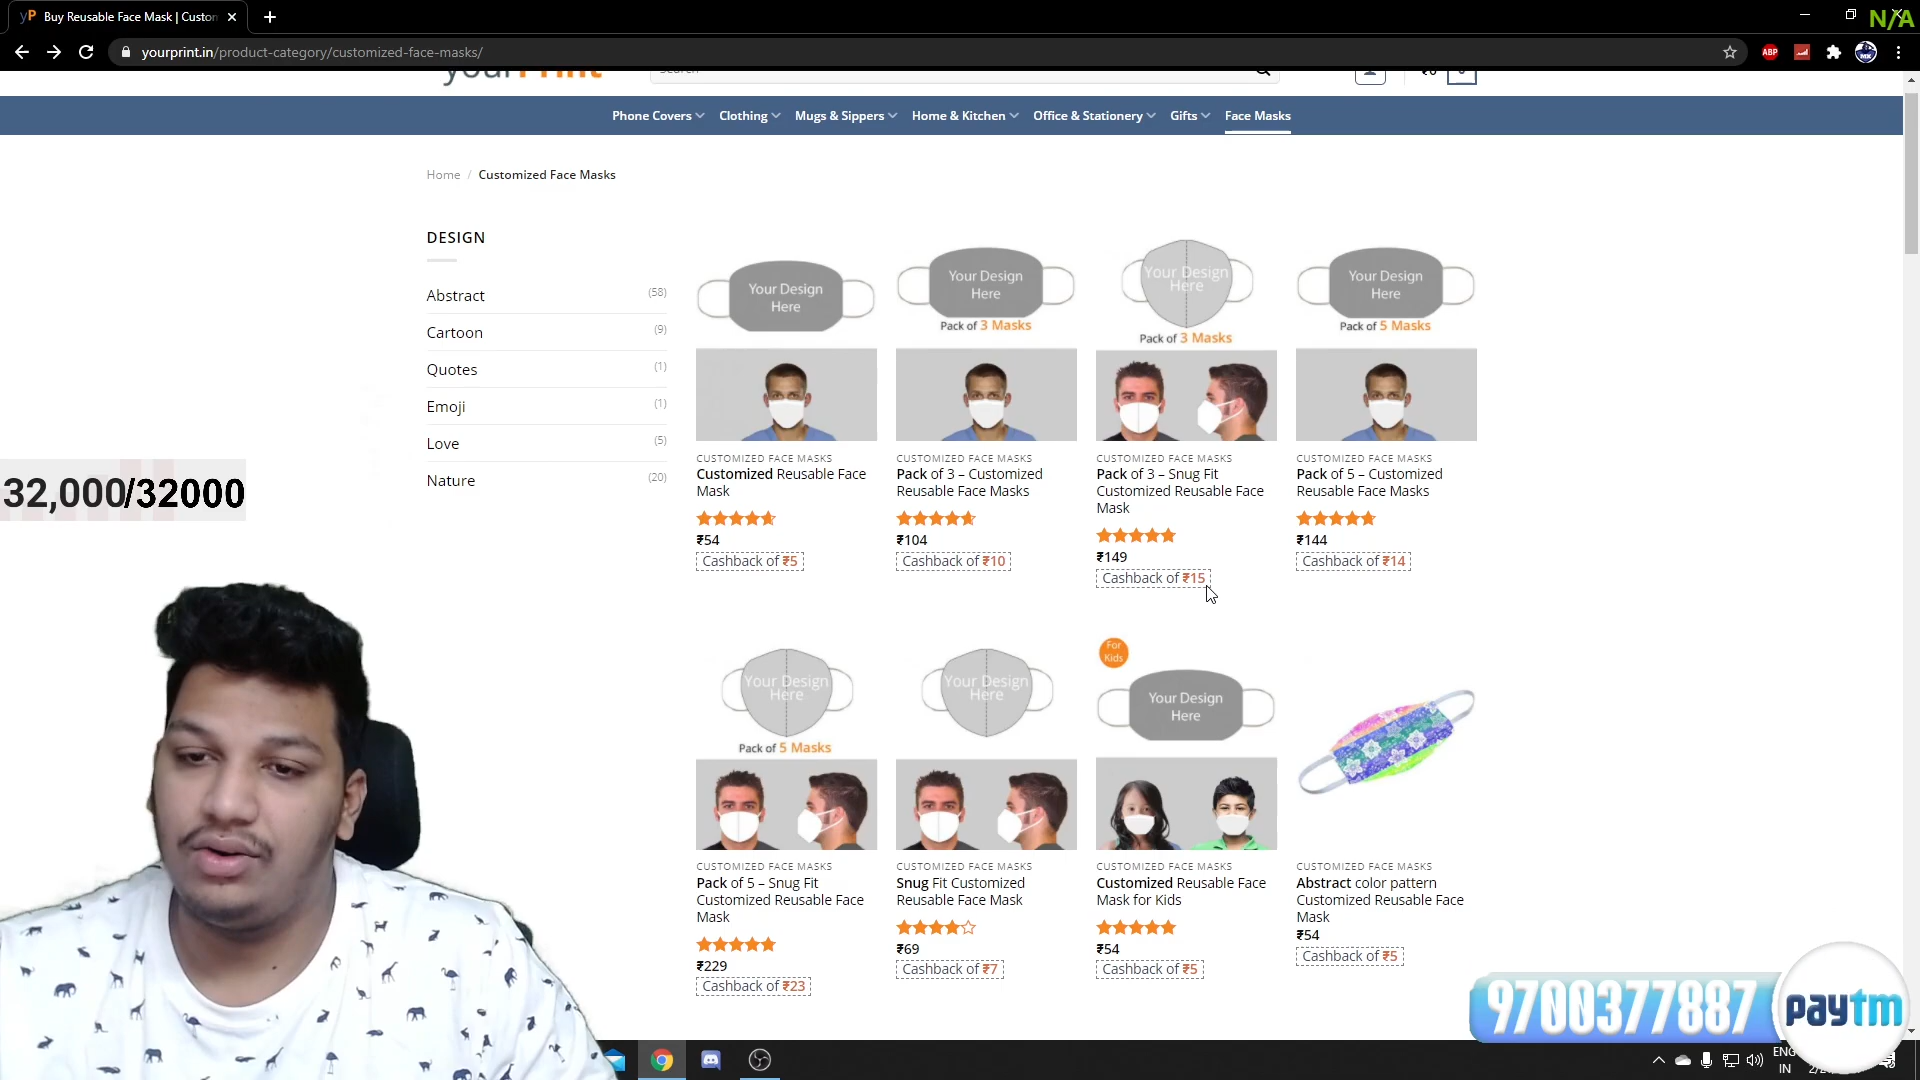 yP Buy Reusable Face Mask | Custom
N/A
yourprint.in/product-category/customized-face-masks/
ABP
yourPrint
Search
₹0
0
Phone Covers
Clothing
Mugs & Sippers
Home & Kitchen
Office & Stationery
Gifts
Face Masks
Home / Customized Face Masks
DESIGN
Abstract (58)
Cartoon (9)
Quotes (1)
Emoji (1)
Love (5)
Nature (20)
32,000/32000
Your Design
Here
CUSTOMIZED FACE MASKS
Customized Reusable Face
Mask
₹54
Cashback of ₹5
Your Design
Here
Pack of 3 Masks
CUSTOMIZED FACE MASKS
Pack of 3 – Customized
Reusable Face Masks
₹104
Cashback of ₹10
Your Design
Here
Pack of 3 Masks
CUSTOMIZED FACE MASKS
Pack of 3 – Snug Fit
Customized Reusable Face
Mask
₹149
Cashback of ₹15
Your Design
Here
Pack of 5 Masks
CUSTOMIZED FACE MASKS
Pack of 5 – Customized
Reusable Face Masks
₹144
Cashback of ₹14
Your Design
Here
Pack of 5 Masks
CUSTOMIZED FACE MASKS
Pack of 5 – Snug Fit
Customized Reusable Face
Mask
₹229
Cashback of ₹23
Your Design
Here
CUSTOMIZED FACE MASKS
Snug Fit Customized
Reusable Face Mask
₹69
Cashback of ₹7
For
Kids
Your Design
Here
CUSTOMIZED FACE MASKS
Customized Reusable Face
Mask for Kids
₹54
Cashback of ₹5
CUSTOMIZED FACE MASKS
Abstract color pattern
Customized Reusable Face
Mask
₹54
Cashback of ₹5
9700377887
paytm
ENG
IN